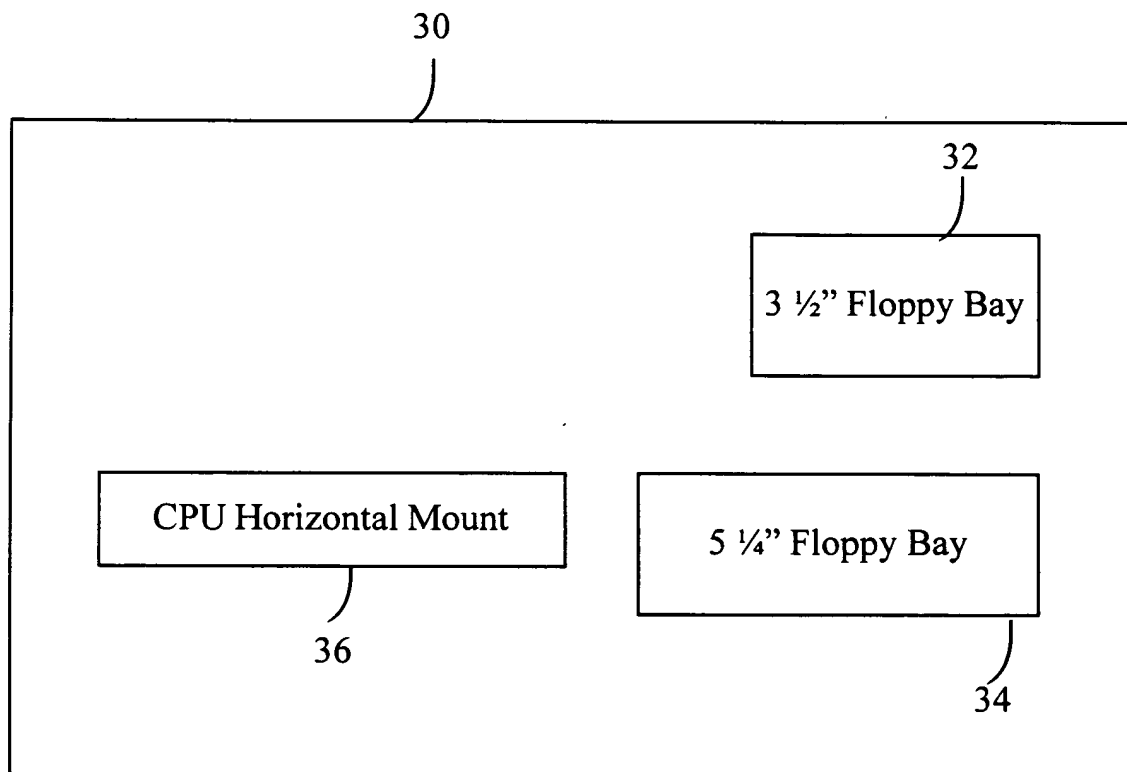 30
32
3 ½” Floppy Bay
CPU Horizontal Mount
5 ¼” Floppy Bay
36
34